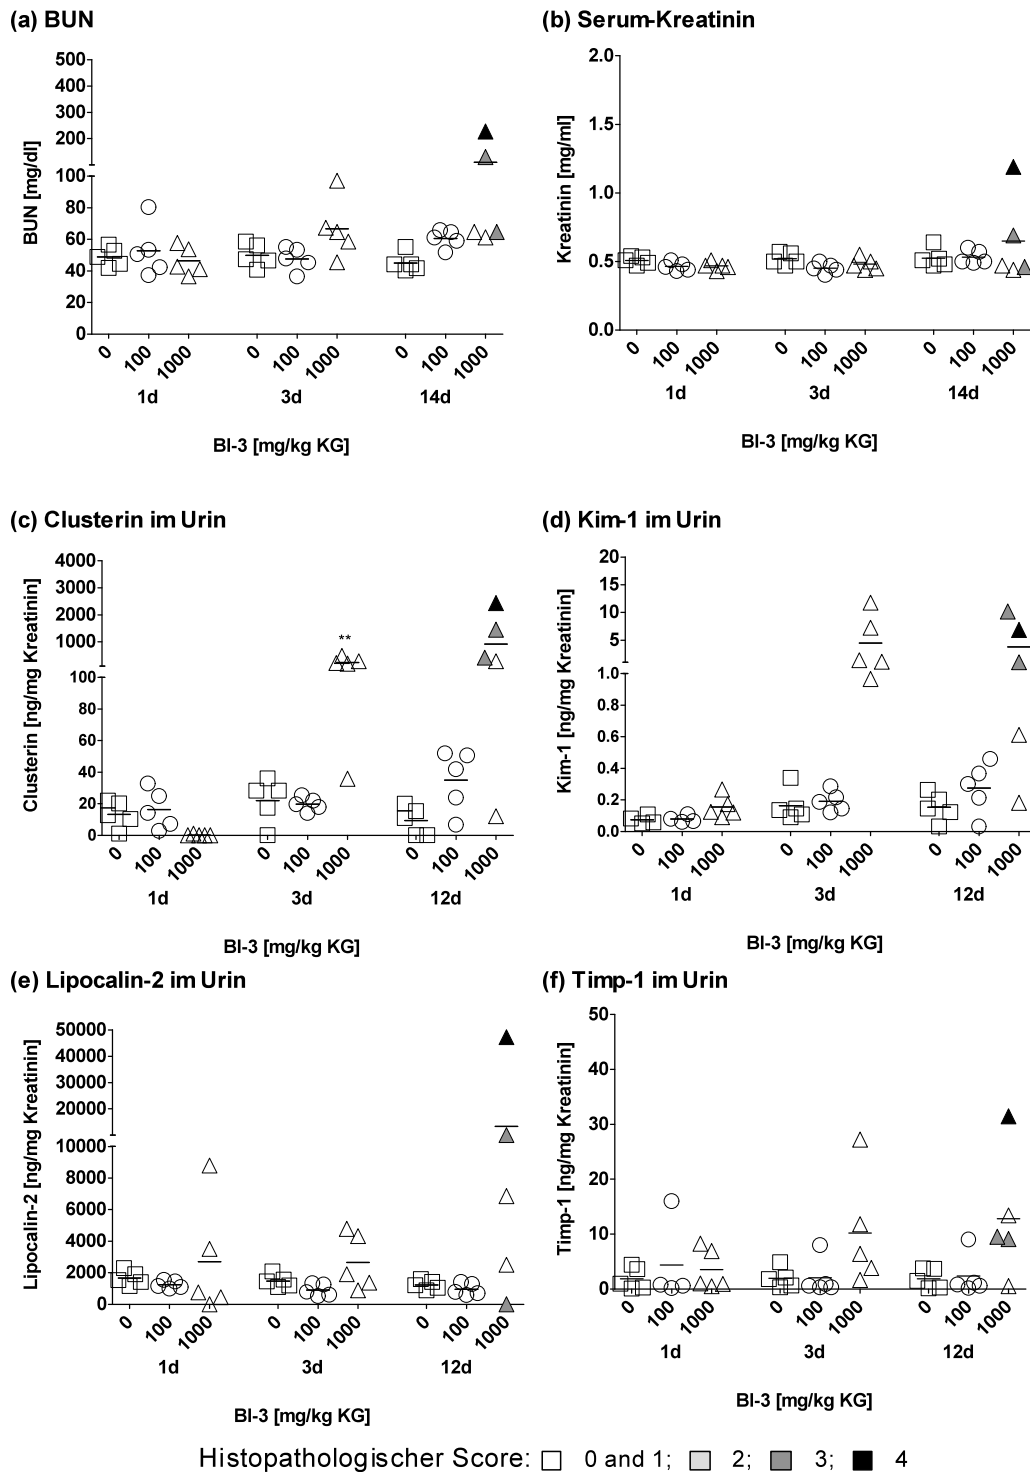 (a) BUN
BUN [mg/dl]
500
400
300
200
100
80
60
40
20
0
0 100 1000 0 100 1000 0 100 1000
1d 3d 14d
BI-3 [mg/kg KG]
(b) Serum-Kreatinin
Kreatinin [mg/ml]
2.0
1.5
1.0
0.5
0.0
0 100 1000 0 100 1000 0 100 1000
1d 3d 14d
BI-3 [mg/kg KG]
(c) Clusterin im Urin
Clusterin [ng/mg Kreatinin]
4000
3000
2000
1000
100
80
60
40
20
0
**
0 100 1000 0 100 1000 0 100 1000
1d 3d 12d
BI-3 [mg/kg KG]
(d) Kim-1 im Urin
Kim-1 [ng/mg Kreatinin]
20
15
10
5
1.0
0.8
0.6
0.4
0.2
0.0
0 100 1000 0 100 1000 0 100 1000
1d 3d 12d
BI-3 [mg/kg KG]
(e) Lipocalin-2 im Urin
Lipocalin-2 [ng/mg Kreatinin]
50000
40000
30000
20000
10000
8000
6000
4000
2000
0
0 100 1000 0 100 1000 0 100 1000
1d 3d 12d
BI-3 [mg/kg KG]
(f) Timp-1 im Urin
Timp-1 [ng/mg Kreatinin]
50
40
30
20
10
0
0 100 1000 0 100 1000 0 100 1000
1d 3d 12d
BI-3 [mg/kg KG]
Histopathologischer Score: 0 and 1; 2; 3; 4